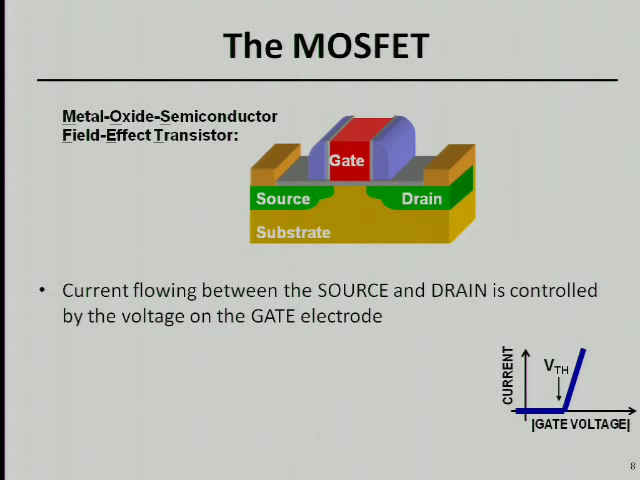 The MOSFET
Metal-Oxide-Semiconductor
Field-Effect Transistor:
Gate
Source
Drain
Substrate
• Current flowing between the SOURCE and DRAIN is controlled
by the voltage on the GATE electrode
CURRENT
VTH
|GATE VOLTAGE|
8